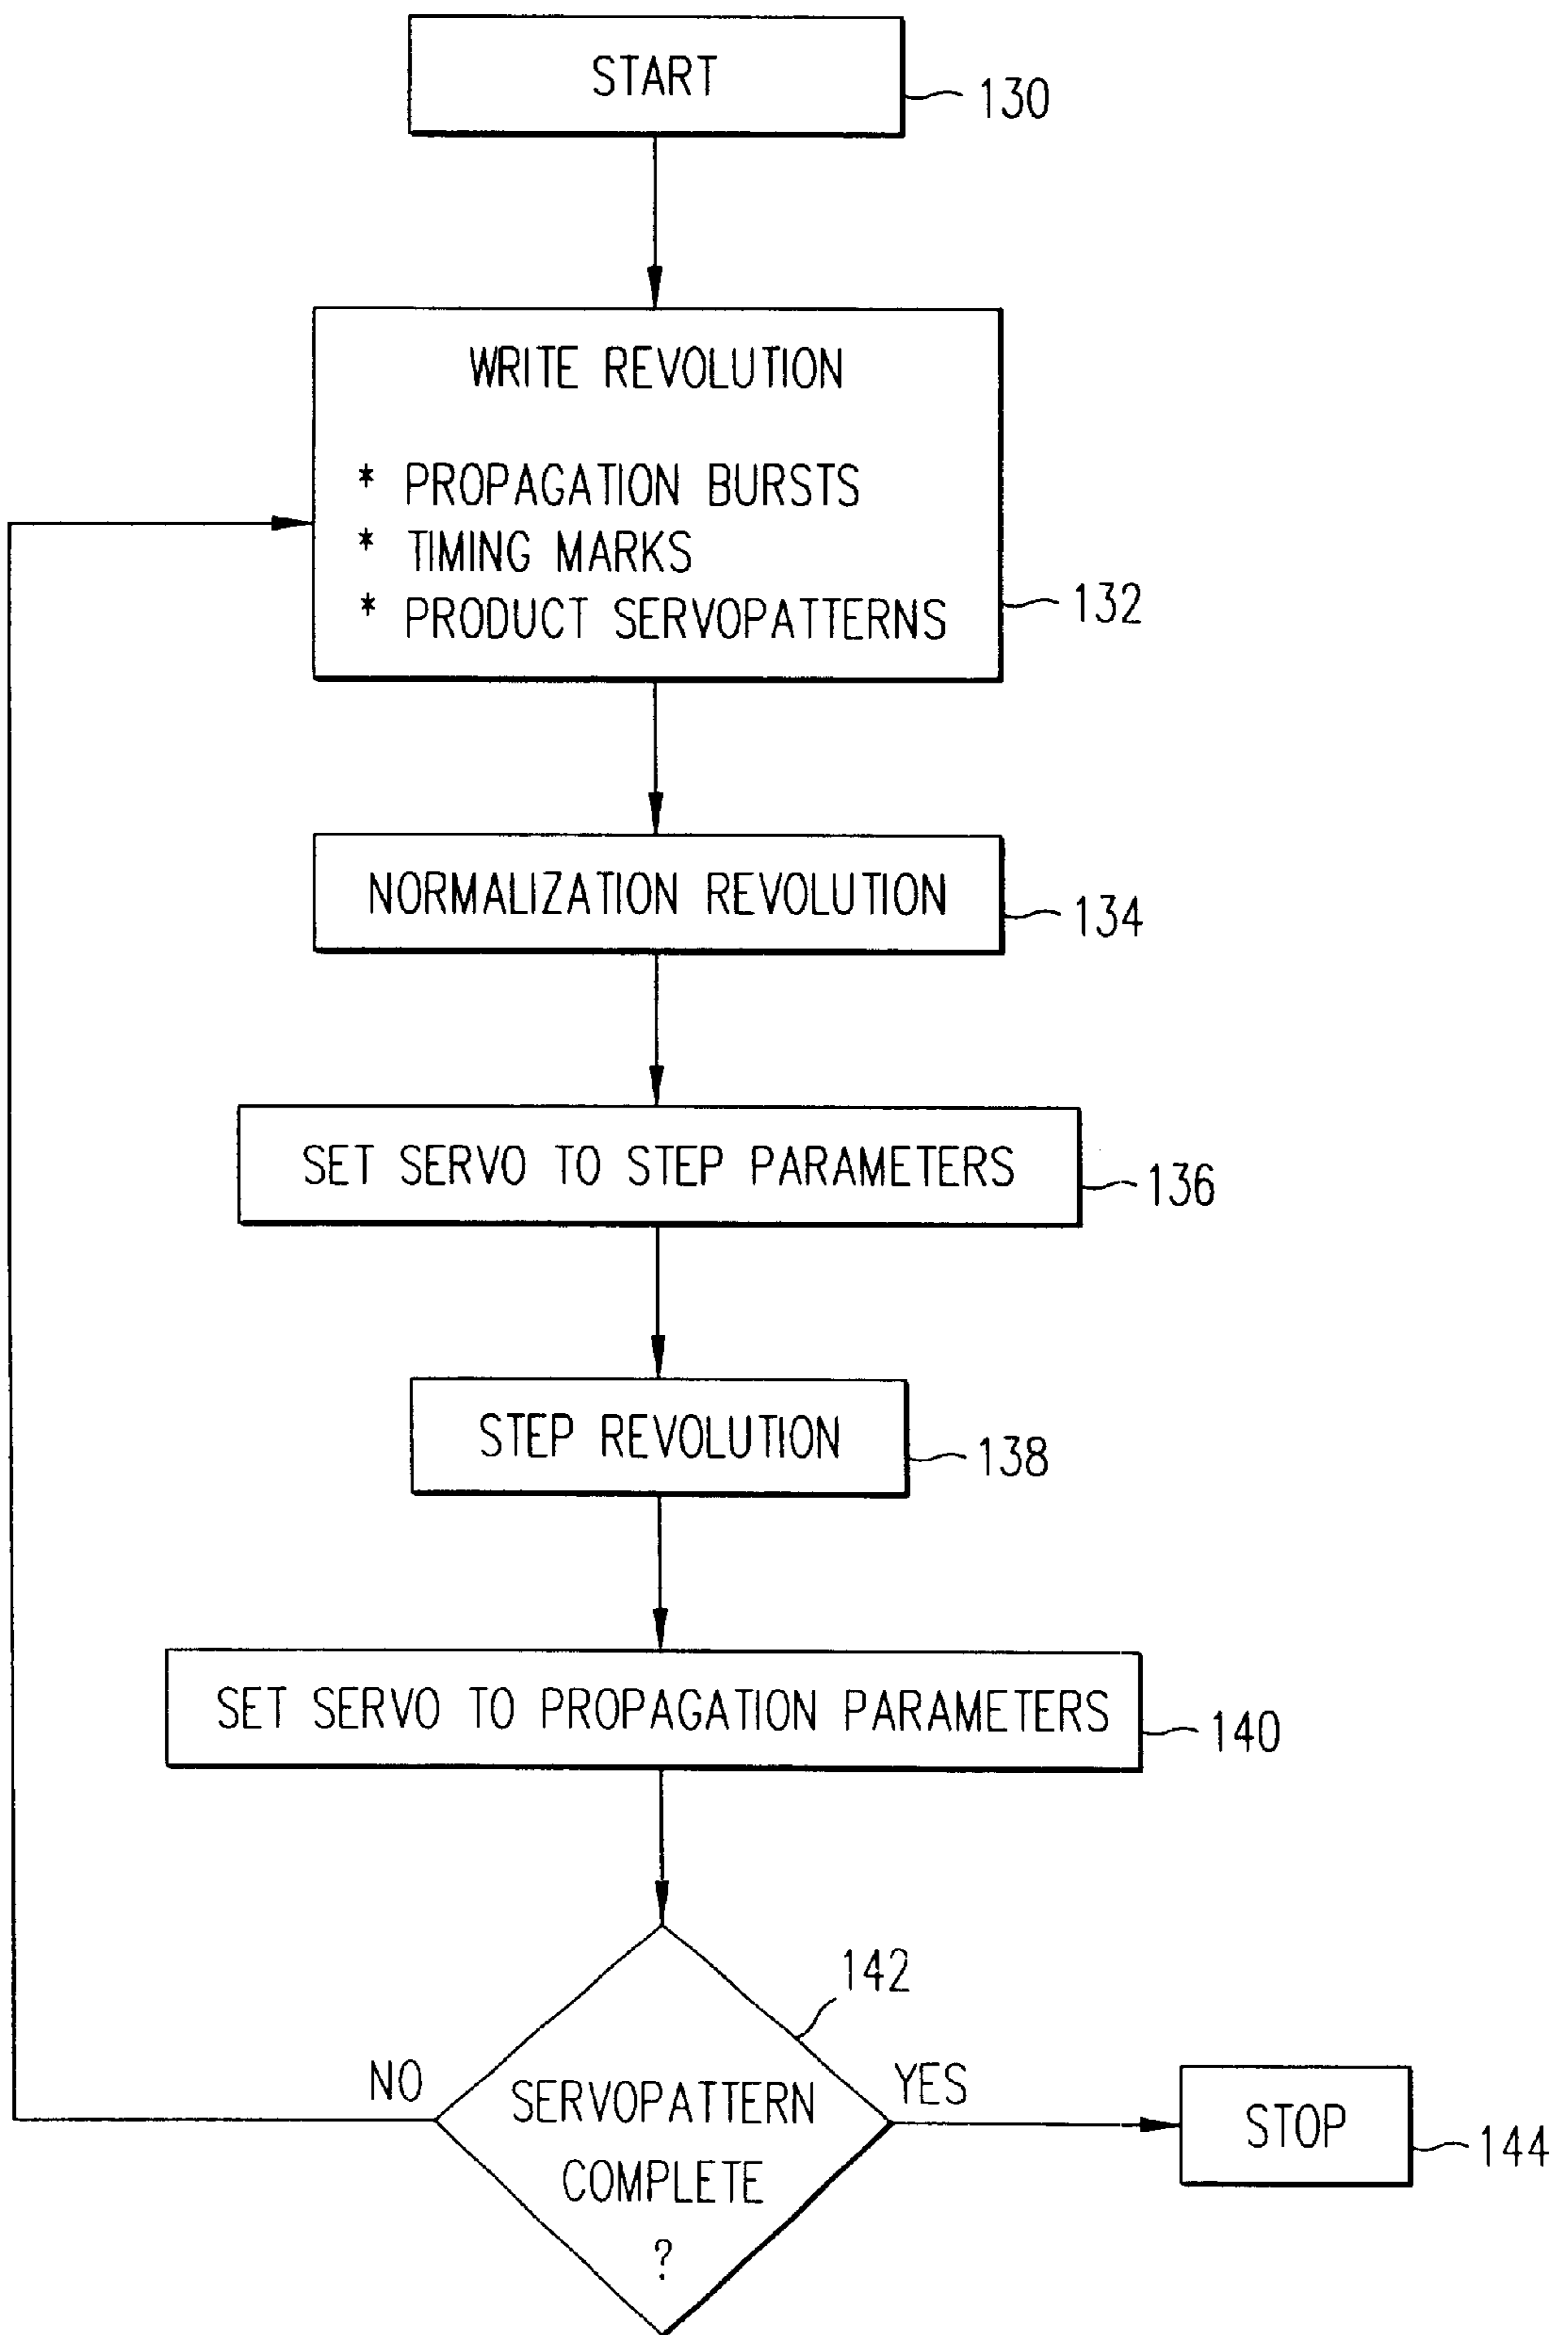 START
130
WRITE REVOLUTION
* PROPAGATION BURSTS
* TIMING MARKS
* PRODUCT SERVOPATTERNS
132
NORMALIZATION REVOLUTION
134
SET SERVO TO STEP PARAMETERS
136
STEP REVOLUTION
138
SET SERVO TO PROPAGATION PARAMETERS
140
142
NO
SERVOPATTERN
COMPLETE
?
YES
STOP
144